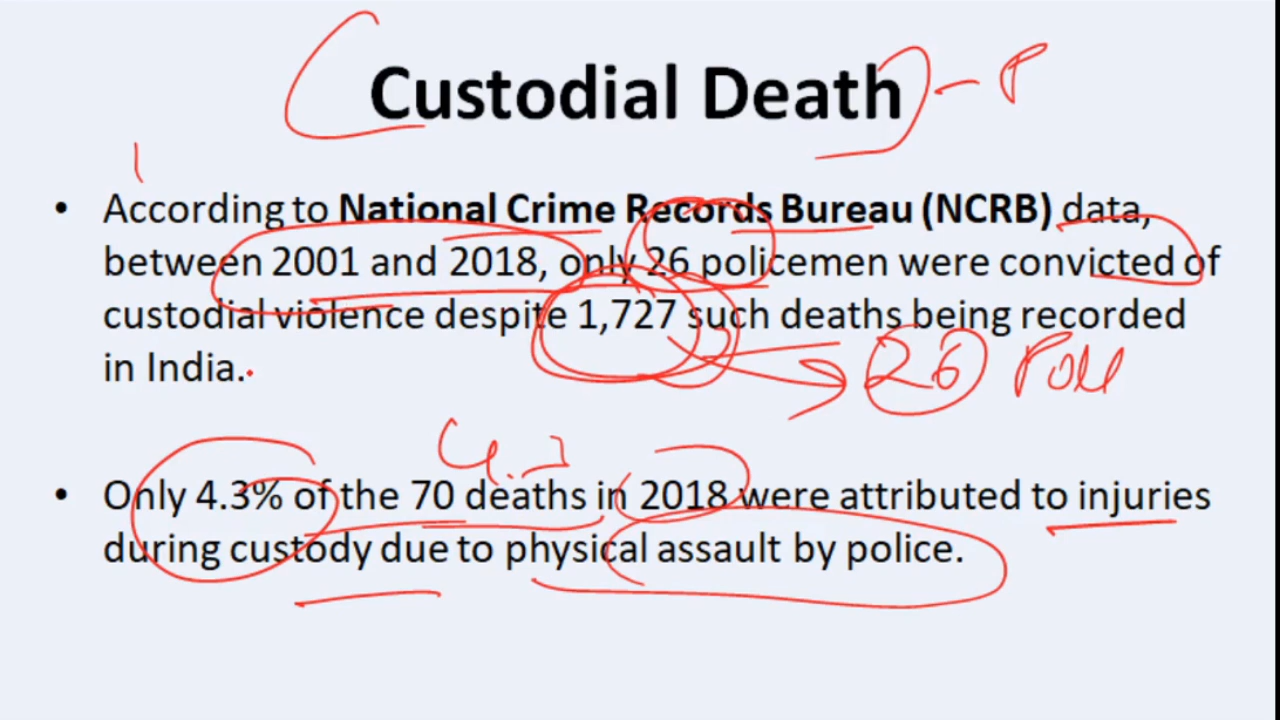 Custodial Death - P
• According to National Crime Records Bureau (NCRB) data,
between 2001 and 2018, only 26 policemen were convicted of
custodial violence despite 1,727 such deaths being recorded
in India.
26
4.
• Only 4.3% of the 70 deaths in 2018 were attributed to injuries
during custody due to physical assault by police.